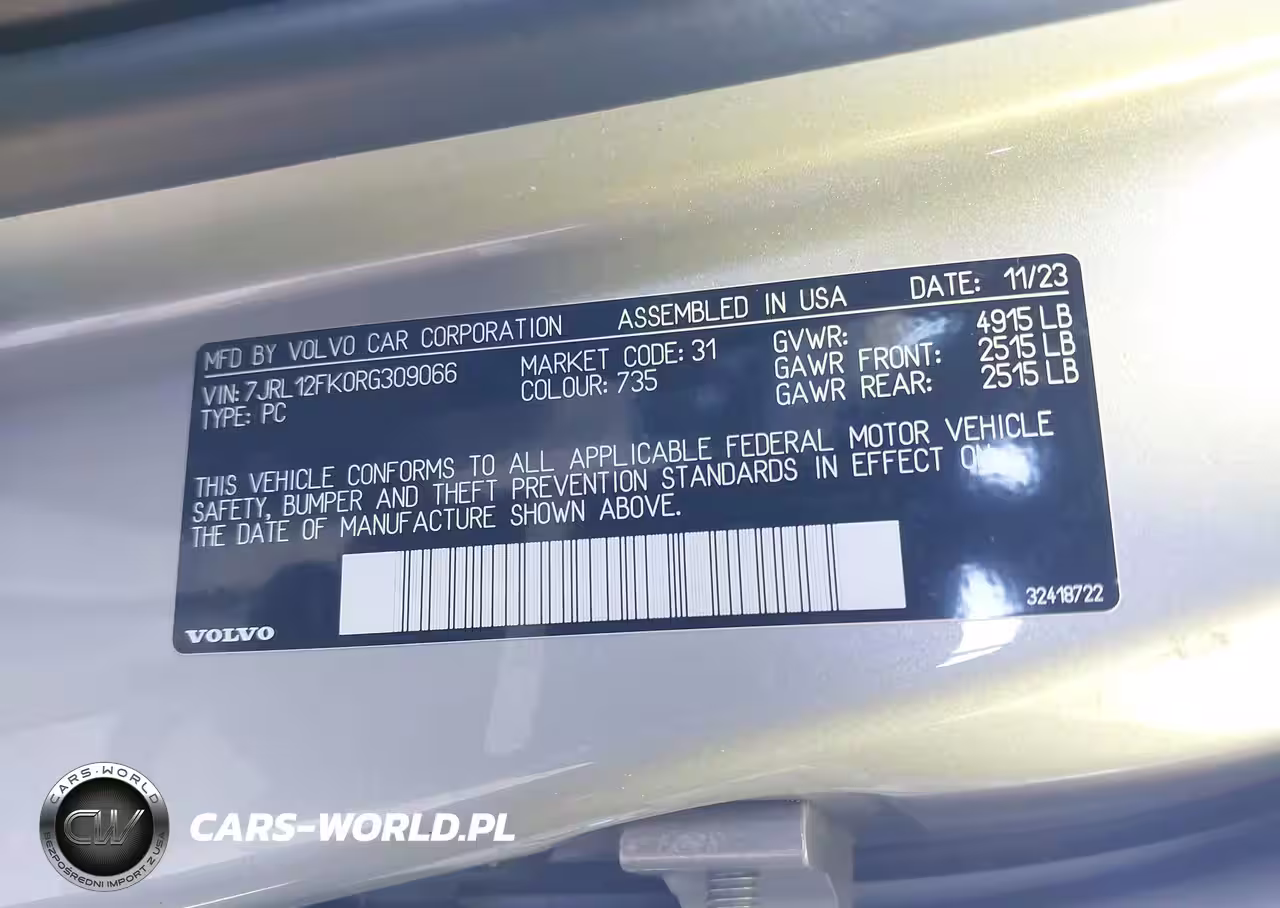 MFD BY VOLVO CAR CORPORATION ASSEMBLED IN USA DATE: 11/23
VIN: 7JRL12FK0RG309066 MARKET CODE: 31 GVWR: 4915 LB
TYPE: PC COLOUR: 735 GAWR FRONT: 2515 LB
GAWR REAR: 2515 LB
THIS VEHICLE CONFORMS TO ALL APPLICABLE FEDERAL MOTOR VEHICLE
SAFETY, BUMPER AND THEFT PREVENTION STANDARDS IN EFFECT ON
THE DATE OF MANUFACTURE SHOWN ABOVE.
32418722
VOLVO
CARS-WORLD
CW
BEZPOŚREDNI IMPORT Z USA
CARS-WORLD.PL